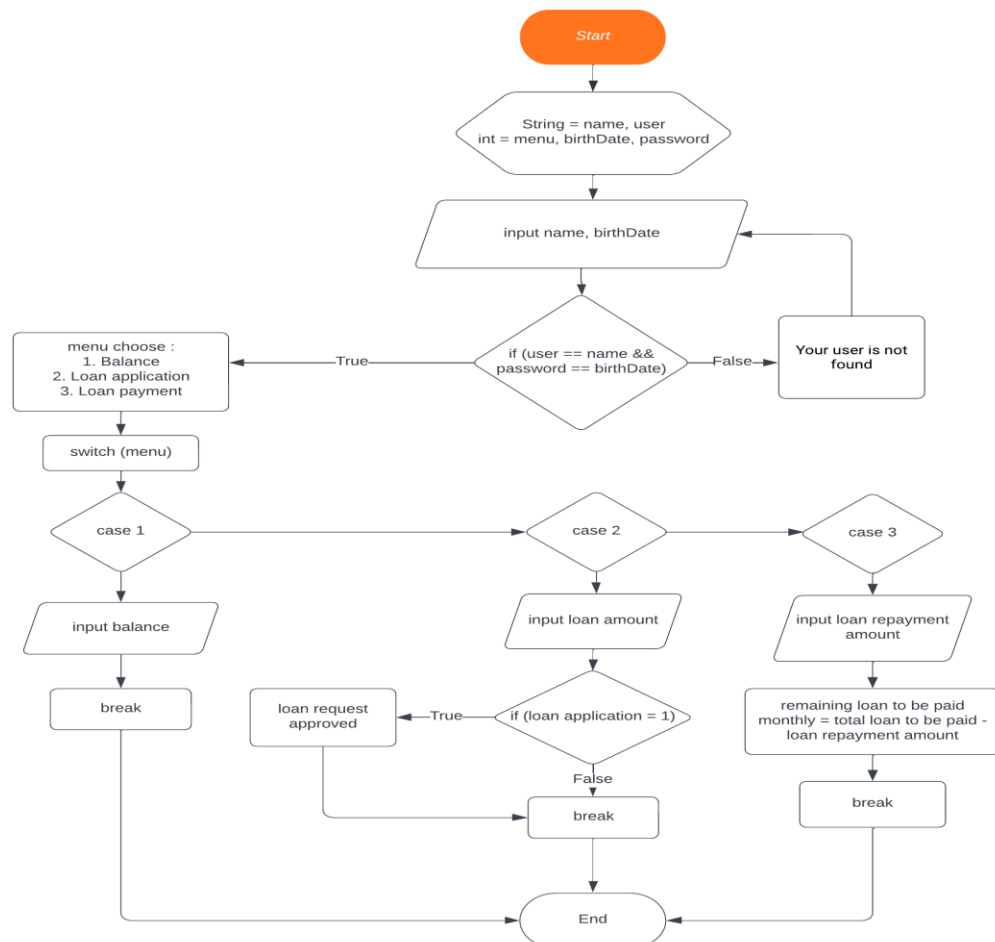 Start
String = name, user
int = menu, birthDate, password
input name, birthDate
if (user == name &&
password == birthDate)
True
False
Your user is not
found
menu choose :
1. Balance
2. Loan application
3. Loan payment
switch (menu)
case 1
case 2
case 3
input balance
input loan amount
input loan repayment
amount
break
loan request
approved
True
if (loan application = 1)
False
remaining loan to be paid
monthly = total loan to be paid -
loan repayment amount
break
break
End